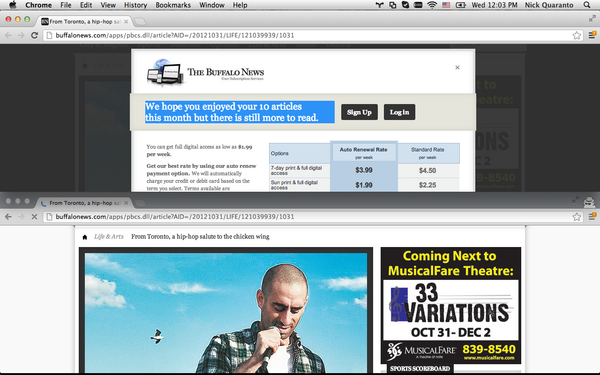 Chrome File Edit View History Bookmarks Window Help
Wed 12:03 PM Nick Quaranto
From Toronto, a hip-hop salu
buffalonews.com/apps/pbcs.dll/article?AID=/20121031/LIFE/121039939/1031
THE BUFFALO NEWS
Your Subscription Services
×
We hope you enjoyed your 10 articles
this month but there is still more to read.
Sign Up Log In
You can get full digital access as low as $1.99
per week.
Get our best rate by using our auto renew
payment option. We will automatically
charge your credit or debit card based on the
term you select. Terms available are
Options Auto Renewal Rate per week Standard Rate per week
7-day print & full digital access $3.99 $4.50
Sun print & full digital access $1.99 $2.25
From Toronto, a hip-hop salu
buffalonews.com/apps/pbcs.dll/article?AID=/20121031/LIFE/121039939/1031
Life & Arts From Toronto, a hip-hop salute to the chicken wing
Coming Next to
MusicalFare Theatre:
33
VARIATIONS
OCT 31- DEC 2
MUSICALFARE 839-8540
A THEATRE OF NOTE www.musicalfare.com
SPORTS SCOREBOARD